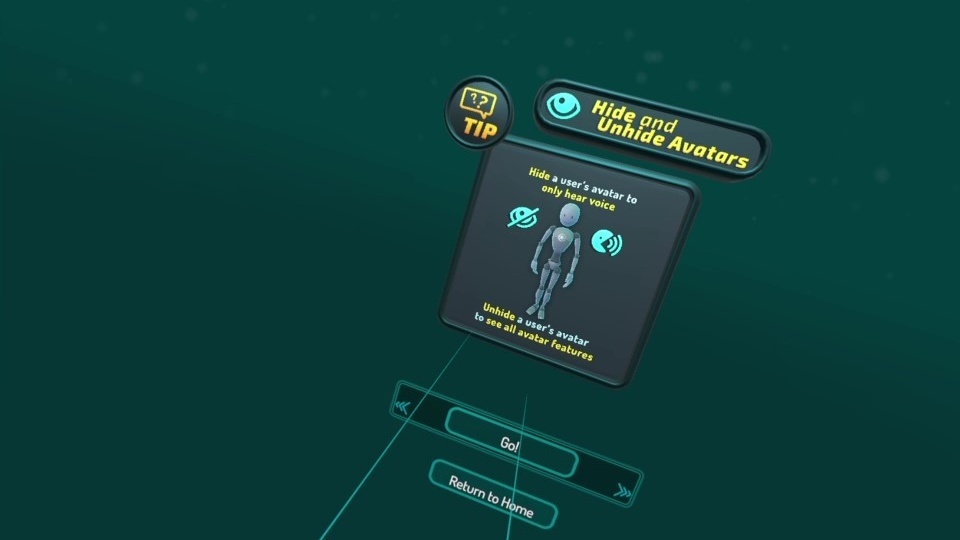 ??
TIP
Hide and
Unhide Avatars
Hide a user's avatar to
only hear voice
Unhide a user's avatar
to see all avatar features
Go!
Return to Home